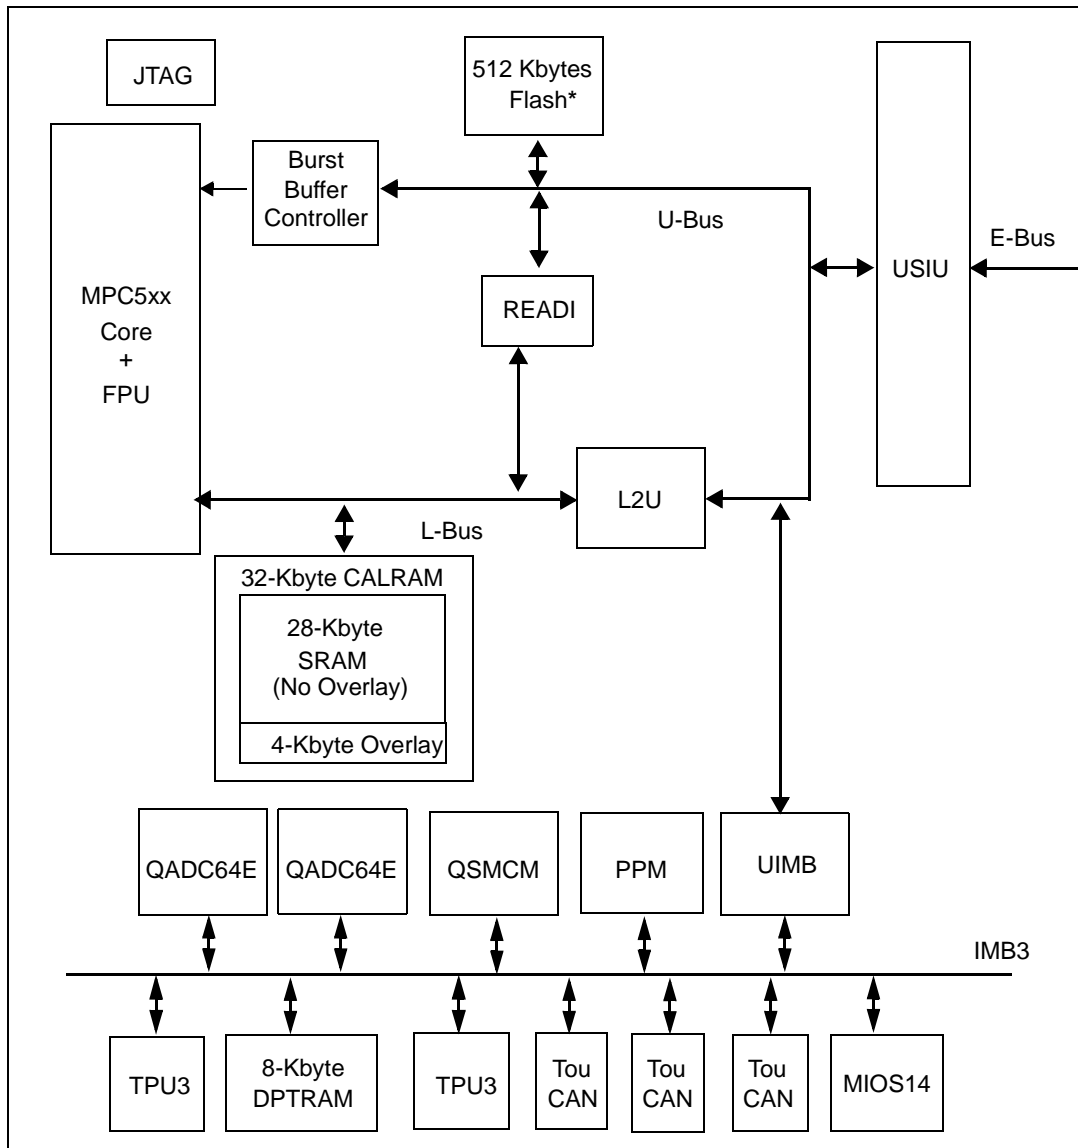 JTAG
512 Kbytes
Flash*
Burst
Buffer
Controller
U-Bus
E-Bus
USIU
MPC5xx
Core
+
FPU
READI
L2U
L-Bus
32-Kbyte CALRAM
28-Kbyte
SRAM
(No Overlay)
4-Kbyte Overlay
QADC64E
QADC64E
QSMCM
PPM
UIMB
IMB3
TPU3
8-Kbyte
DPTRAM
TPU3
Tou
CAN
Tou
CAN
Tou
CAN
MIOS14